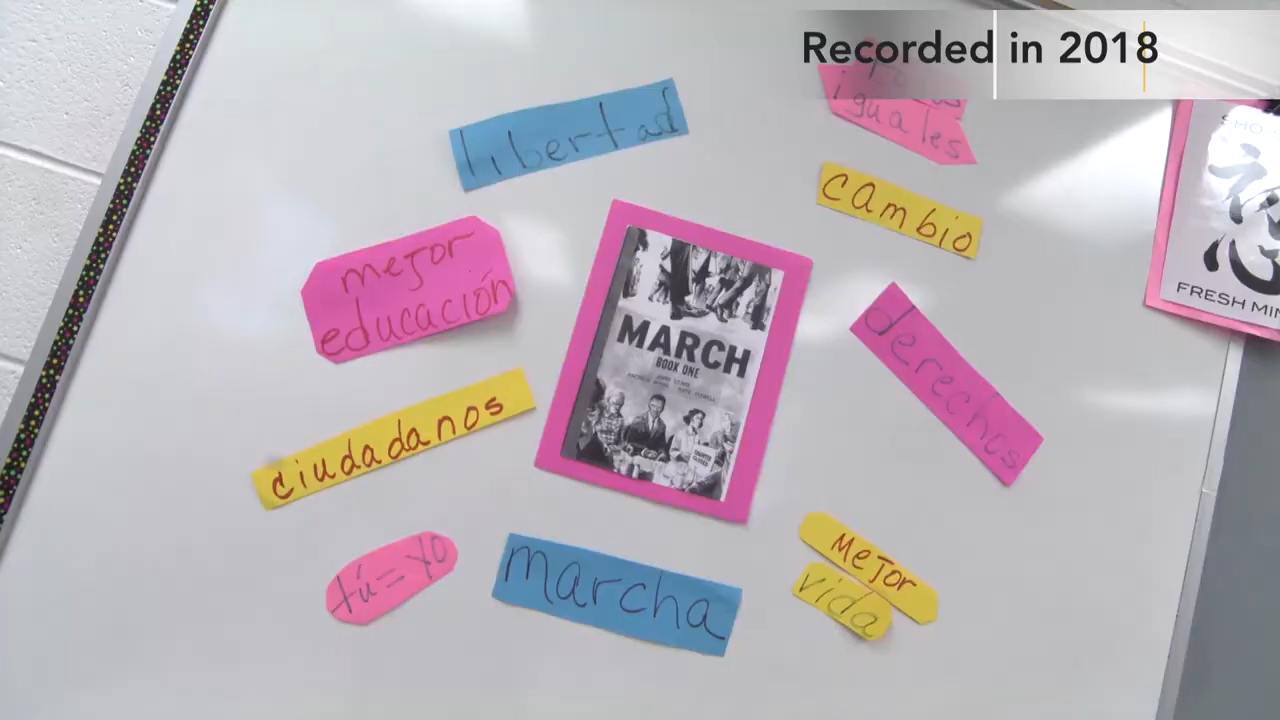 Recorded in 2018
libertad
iguales
cambio
mejor
educación
derechos
MARCH
BOOK ONE
ciudadanos
tú = yo
marcha
Mejor
vida
FRESH MIN